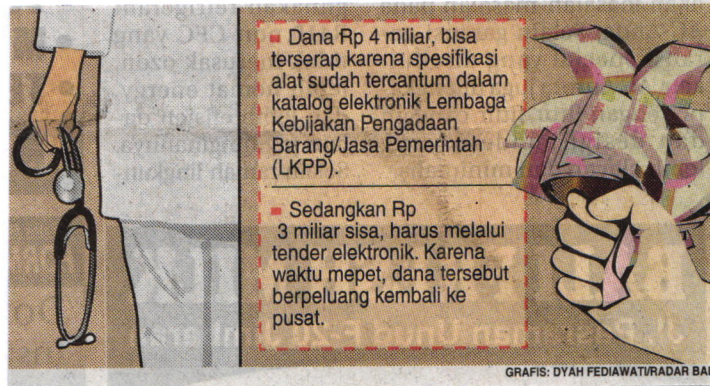 Dana Rp 4 miliar, bisa
terserap karena spesifikasi
alat sudah tercantum dalam
katalog elektronik Lembaga
Kebijakan Pengadaan
Barang/Jasa Pemerintah
(LKPP).
Sedangkan Rp
3 miliar sisa, harus melalui
tender elektronik. Karena
waktu mepet, dana tersebut
berpeluang kembali ke
pusat.
GRAFIS: DYAH FEDIAWATI/RADAR BALI